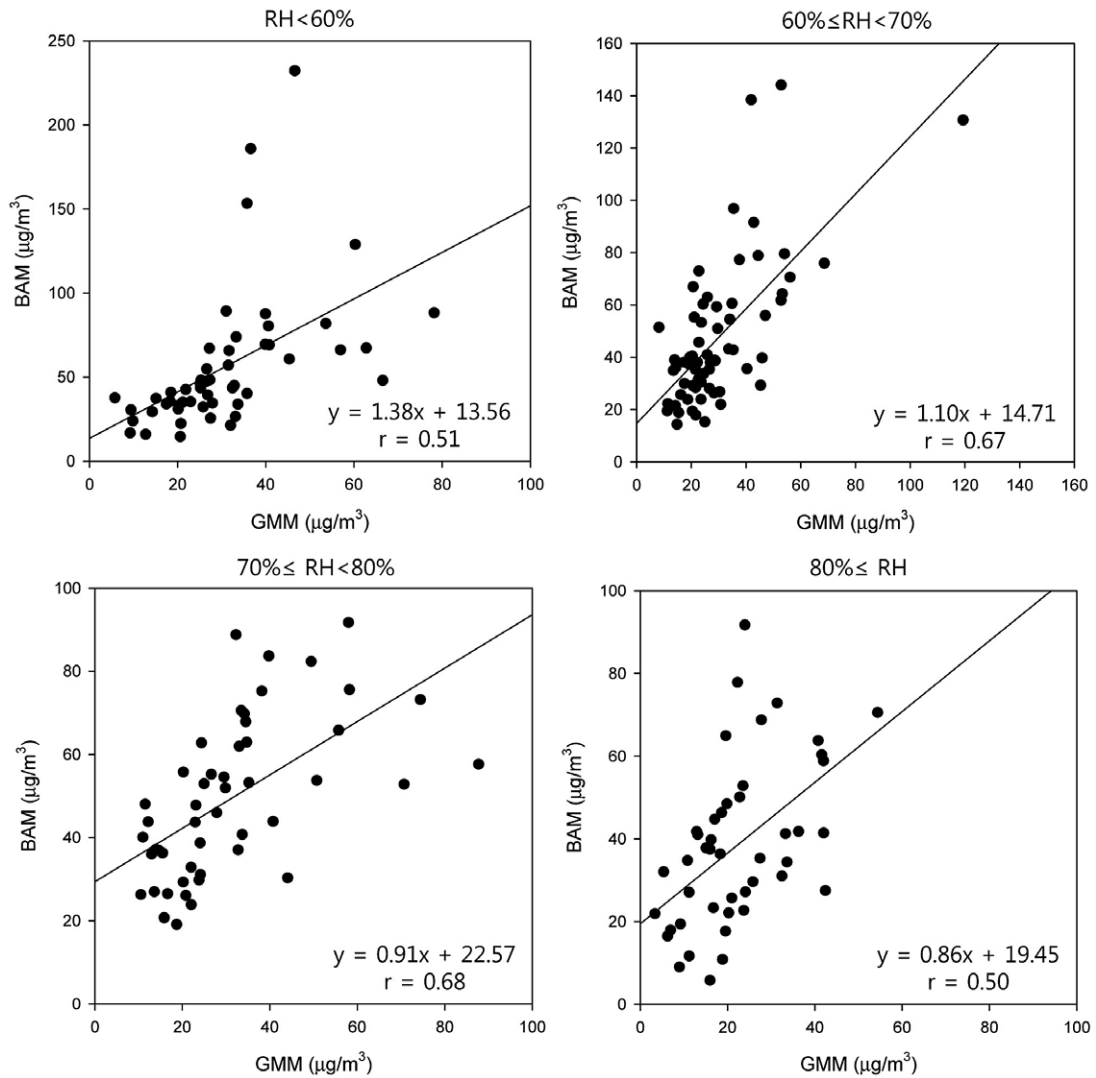 RH<60%
250
200
150
100
50
0
BAM (μg/m³)
y = 1.38x + 13.56
r = 0.51
0 20 40 60 80 100
GMM (μg/m³)
60%≤RH<70%
160
140
120
100
80
60
40
20
0
BAM (μg/m³)
y = 1.10x + 14.71
r = 0.67
0 20 40 60 80 100 120 140 160
GMM (μg/m³)
70%≤ RH<80%
100
80
60
40
20
0
BAM (μg/m³)
y = 0.91x + 22.57
r = 0.68
0 20 40 60 80 100
GMM (μg/m³)
80%≤ RH
100
80
60
40
20
0
BAM (μg/m³)
y = 0.86x + 19.45
r = 0.50
0 20 40 60 80 100
GMM (μg/m³)